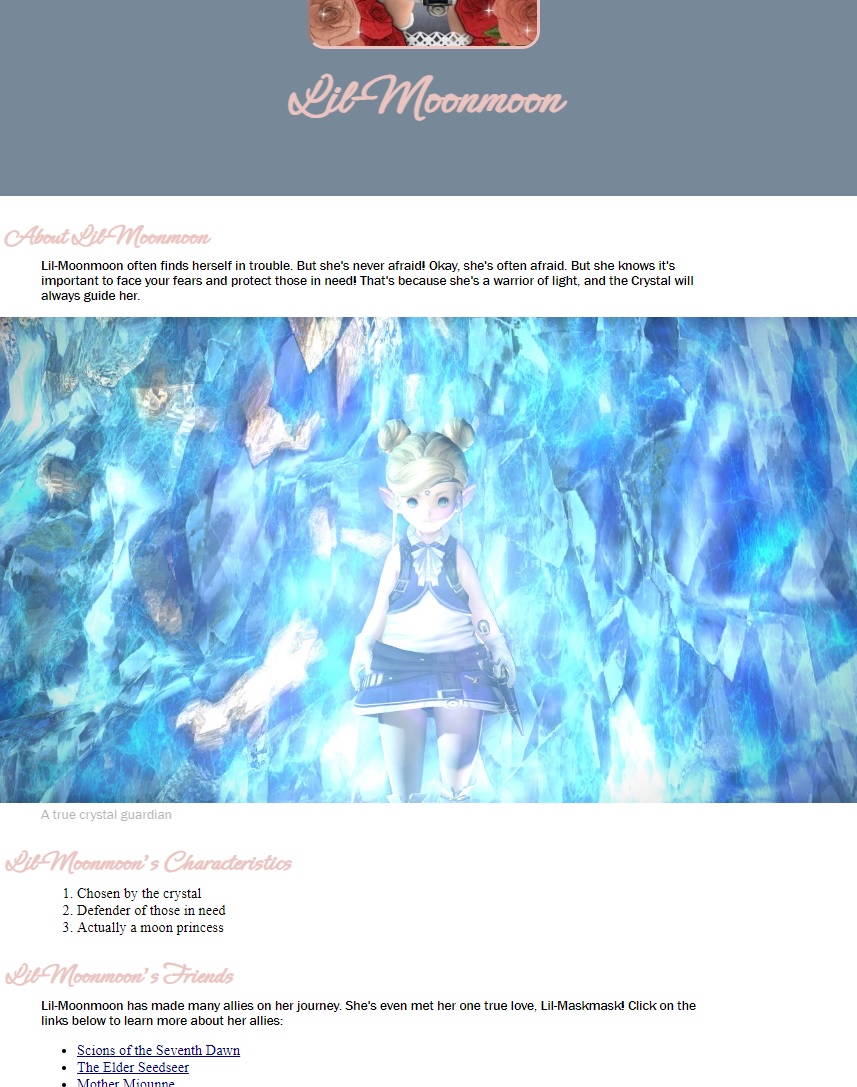 Lil-Moonmoon
About Lil-Moonmoon
Lil-Moonmoon often finds herself in trouble. But she's never afraid! Okay, she's often afraid. But she knows it's
important to face your fears and protect those in need! That's because she's a warrior of light, and the Crystal will
always guide her.
A true crystal guardian
Lil-Moonmoon's Characteristics
1. Chosen by the crystal
2. Defender of those in need
3. Actually a moon princess
Lil-Moonmoon's Friends
Lil-Moonmoon has made many allies on her journey. She's even met her one true love, Lil-Maskmask! Click on the
links below to learn more about her allies:
• Scions of the Seventh Dawn
• The Elder Seedseer
• Mother Miounne